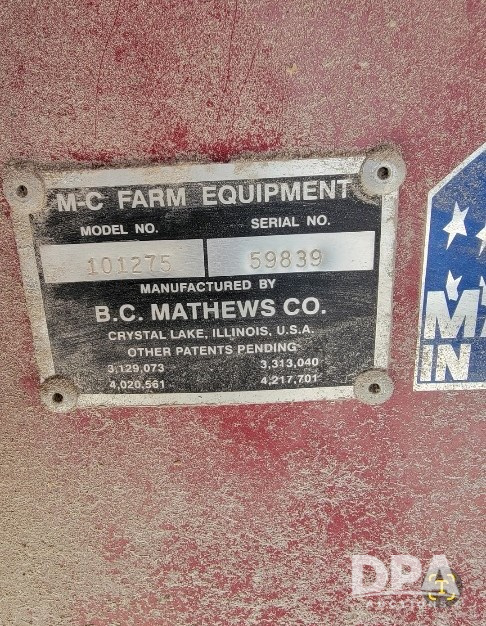 M-C FARM EQUIPMENT
MODEL NO. SERIAL NO.
101275 59839
MANUFACTURED BY
B.C. MATHEWS CO.
CRYSTAL LAKE, ILLINOIS, U.S.A.
OTHER PATENTS PENDING
3,129,073 3,313,040
4,020,561 4,217,701
IN
DPA
AUCTIONS